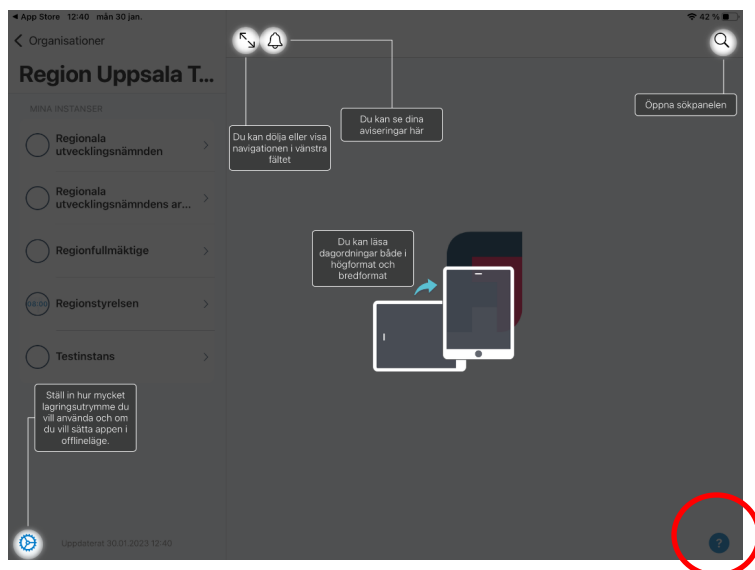 ◀ App Store 12:40 mån 30 jan.
42 %
Organisationer
Region Uppsala T...
MINA INSTANSER
Regionala
utvecklingsnämnden
Regionala
utvecklingsnämndens ar...
Regionfullmäktige
Regionstyrelsen
Testinstans
Ställ in hur mycket
lagringsutrymme du
vill använda och om
du vill sätta appen i
offlineläge.
Uppdaterat 30.01.2023 12:40
Du kan dölja eller visa
navigationen i vänstra
fältet
Du kan se dina
aviseringar här
Öppna sökpanelen
Du kan läsa
dagordningar både i
högformat och
bredformat
?